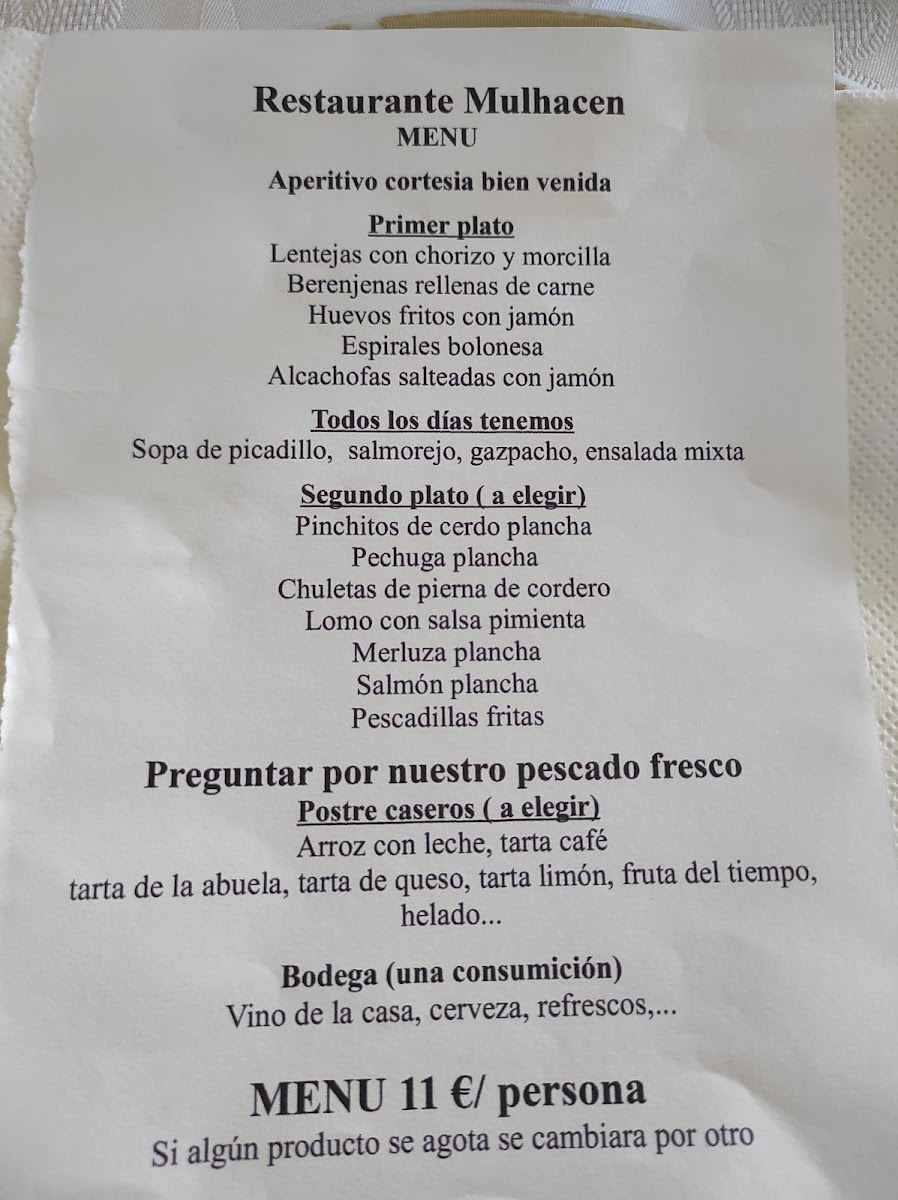 Restaurante Mulhacen
MENU
Aperitivo cortesia bien venida
Primer plato
Lentejas con chorizo y morcilla
Berenjenas rellenas de carne
Huevos fritos con jamón
Espirales bolonesa
Alcachofas salteadas con jamón
Todos los días tenemos
Sopa de picadillo, salmorejo, gazpacho, ensalada mixta
Segundo plato ( a elegir)
Pinchitos de cerdo plancha
Pechuga plancha
Chuletas de pierna de cordero
Lomo con salsa pimienta
Merluza plancha
Salmón plancha
Pescadillas fritas
Preguntar por nuestro pescado fresco
Postre caseros ( a elegir)
Arroz con leche, tarta café
tarta de la abuela, tarta de queso, tarta limón, fruta del tiempo,
helado...
Bodega (una consumición)
Vino de la casa, cerveza, refrescos,...
MENU 11 €/ persona
Si algún producto se agota se cambiara por otro